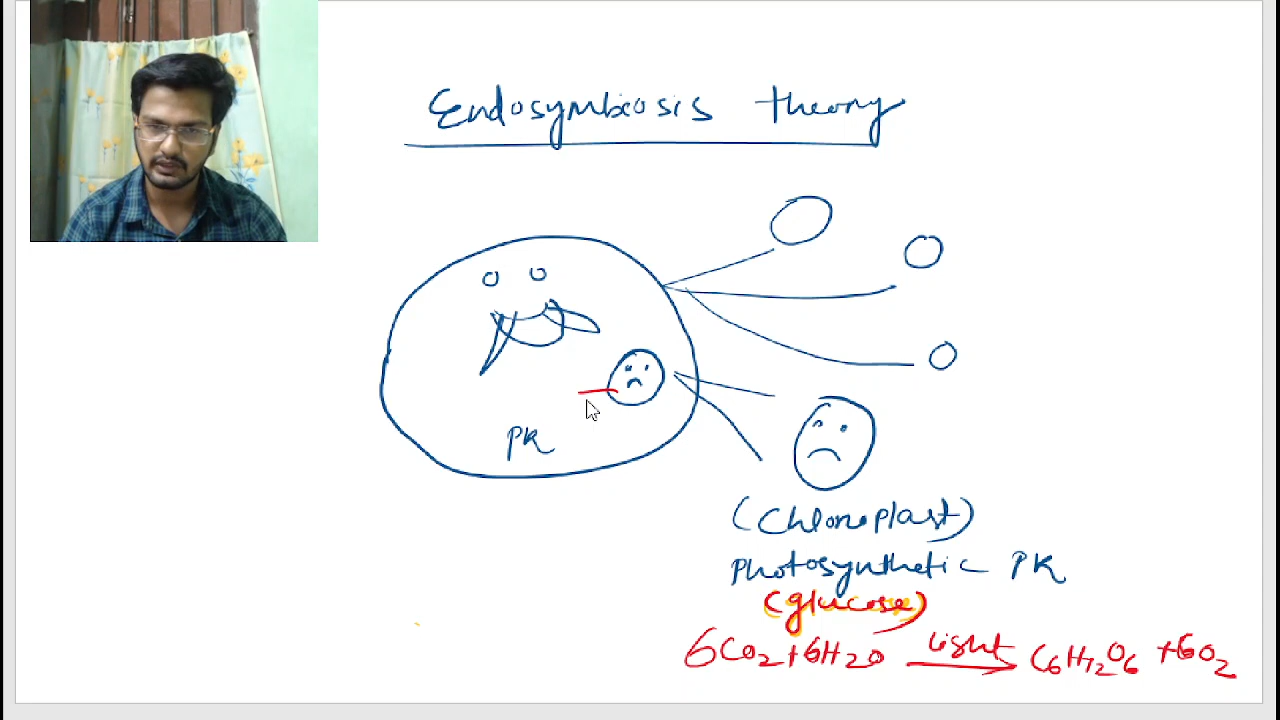 Endosymbiosis theory
PK
(Chloroplast)
Photosynthetic PK
(glucose)
6CO2+6H2O light C6H12O6 +6O2